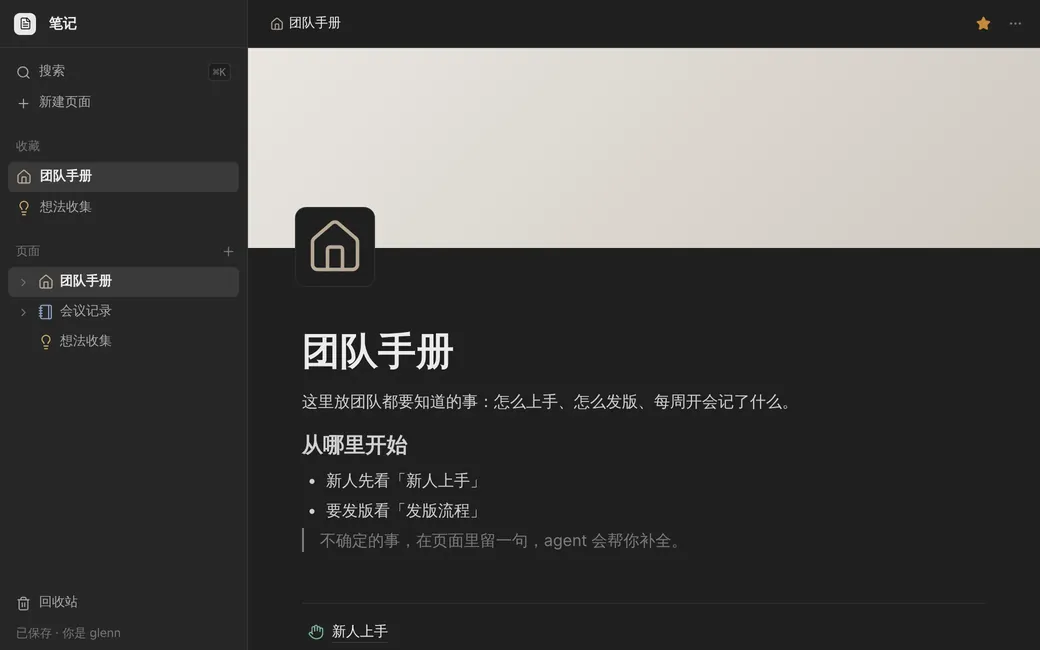 笔记
搜索
⌘K
新建页面
收藏
团队手册
想法收集
页面
团队手册
会议记录
想法收集
回收站
已保存 · 你是 glenn
团队手册
团队手册
这里放团队都要知道的事：怎么上手、怎么发版、每周开会记了什么。
从哪里开始
• 新人先看「新人上手」
• 要发版看「发版流程」
不确定的事，在页面里留一句，agent 会帮你补全。
新人上手